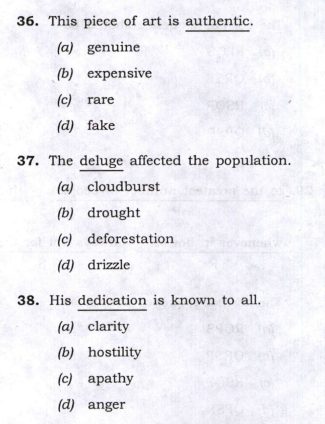 36. This piece of art is authentic.
(a) genuine
(b) expensive
(c) rare
(d) fake
37. The deluge affected the population.
(a) cloudburst
(b) drought
(c) deforestation
(d) drizzle
38. His dedication is known to all.
(a) clarity
(b) hostility
(c) apathy
(d) anger